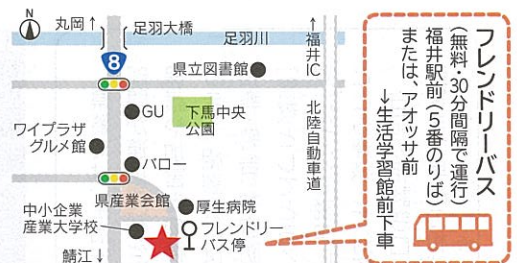 N
丸岡↑
足羽大橋
足羽川
↑福井IC
8
県立図書館
GU
下馬中央
公園
ワイプラザ
グルメ館
バロー
北陸自動車道
県産業会館
厚生病院
中小企業
産業大学校
フレンドリー
バス停
鯖江↓
フレンドリーバス
(無料・30分間隔で運行)
福井駅前(5番のりば)
または、アオッサ前
→生活学習館前下車